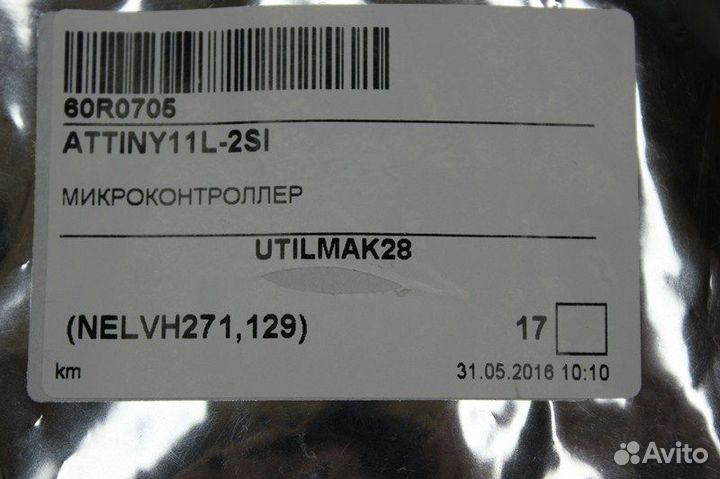 60R0705
ATTINY11L-2SI
МИКРОКОНТРОЛЛЕР
UTILMAK28
(NELVH271,129) 17
km 31.05.2016 10:10
Avito